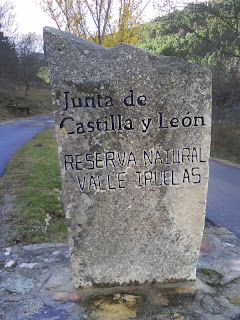 Junta de
Castilla y León
RESERVA NATURAL
VALLE IRUELAS